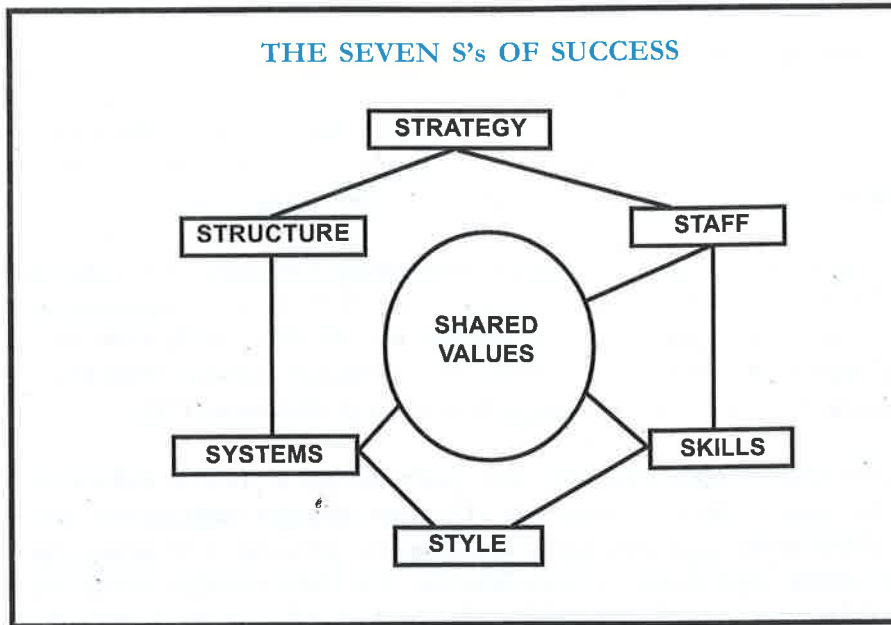 THE SEVEN S's OF SUCCESS
STRATEGY
STRUCTURE
STAFF
SHARED
VALUES
SYSTEMS
SKILLS
STYLE